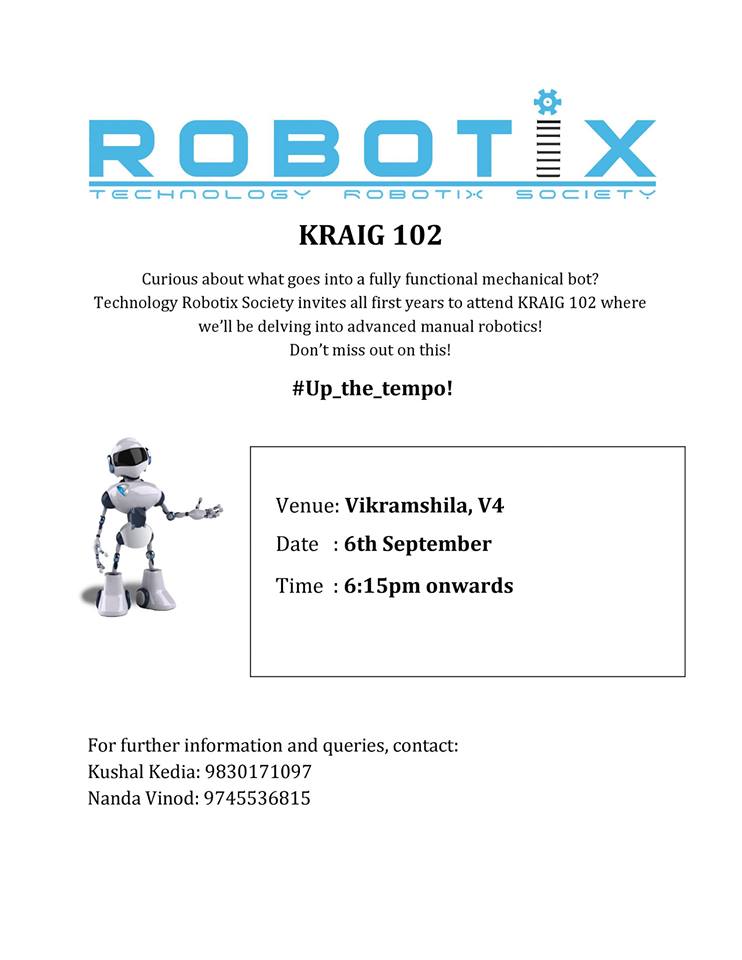 ROBOTiX
TECHNOLOGY ROBOTIX SOCIETY
KRAIG 102
Curious about what goes into a fully functional mechanical bot?
Technology Robotix Society invites all first years to attend KRAIG 102 where
we'll be delving into advanced manual robotics!
Don't miss out on this!
#Up_the_tempo!
Venue: Vikramshila, V4
Date : 6th September
Time : 6:15pm onwards
For further information and queries, contact:
Kushal Kedia: 9830171097
Nanda Vinod: 9745536815